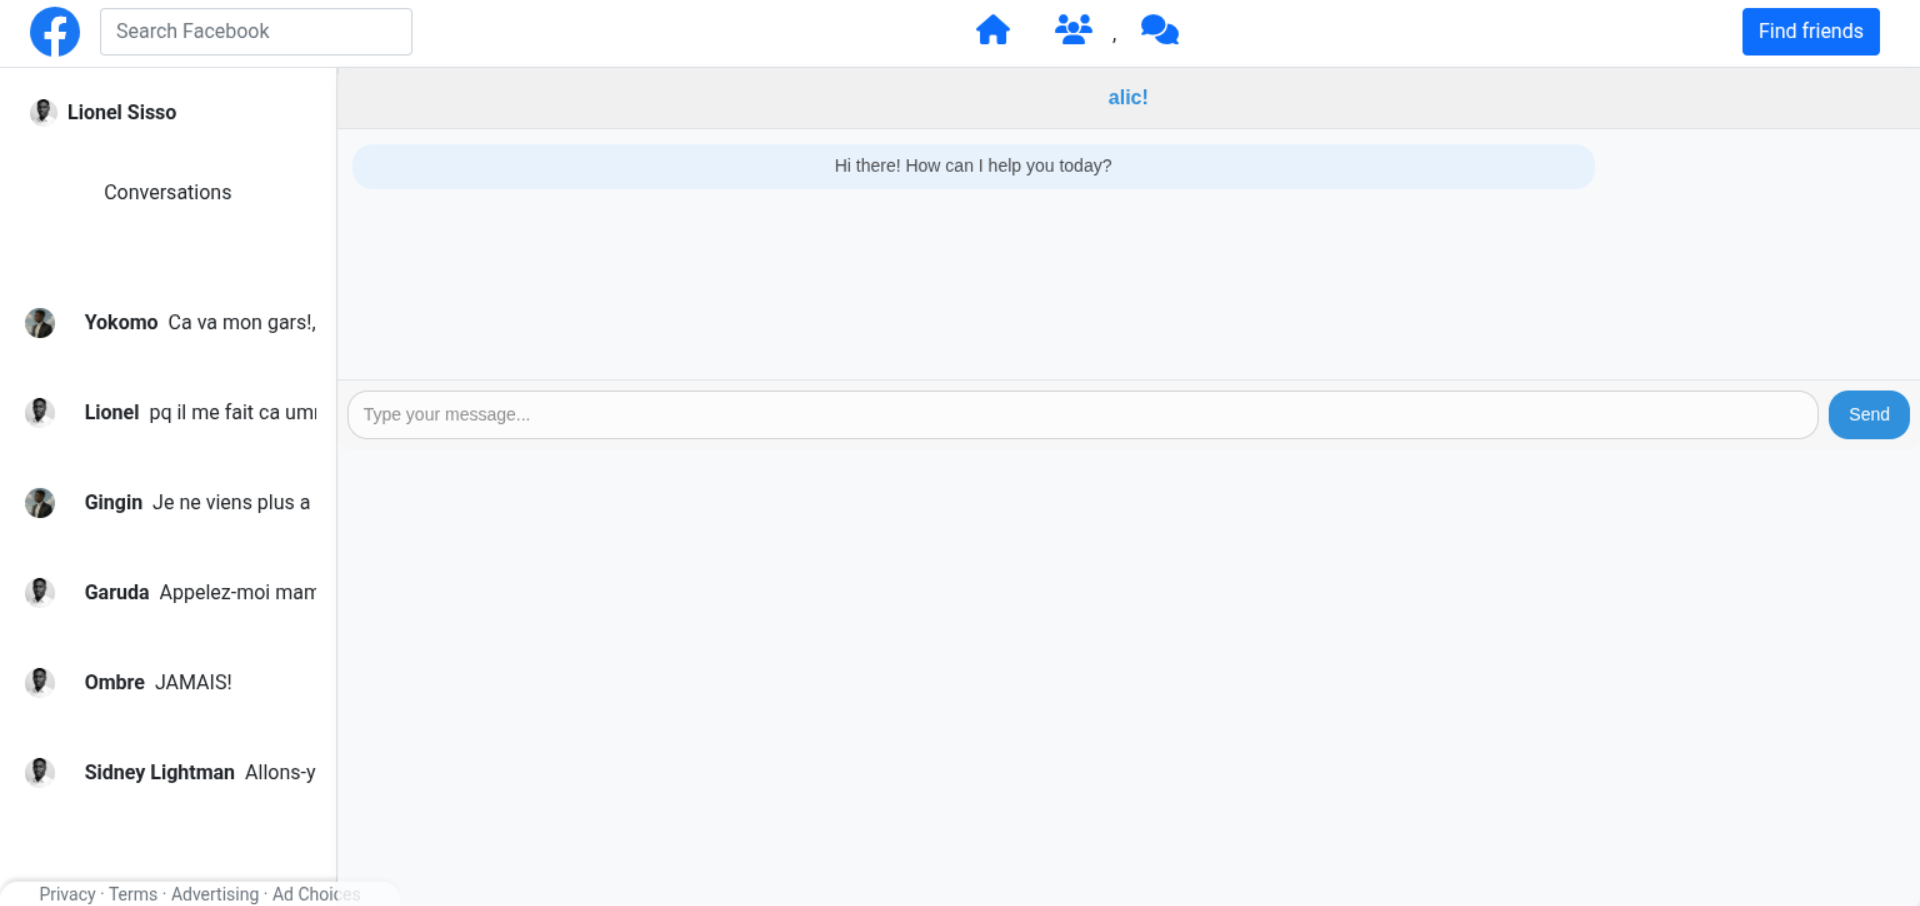 Search Facebook
,
Find friends
Lionel Sisso
Conversations
Yokomo Ca va mon gars!,
Lionel pq il me fait ca um
Gingin Je ne viens plus a
Garuda Appelez-moi mam
Ombre JAMAIS!
Sidney Lightman Allons-y
Privacy · Terms · Advertising · Ad Choices
alic!
Hi there! How can I help you today?
Type your message...
Send